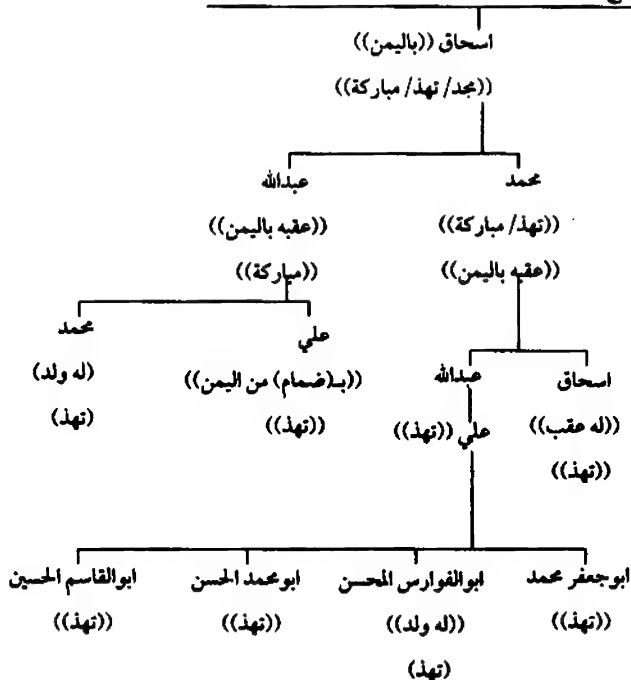 اسحاق ((باليمن))
((مجد/ تهذ/ مباركة))
محمد عبدالله
((تهذ/ مباركة)) ((عقبه باليمن))
((عقبه باليمن)) ((مباركة))
علي محمد
((بـ(ضمام) من اليمن)) (له ولد)
((تهذ)) (تهذ)
اسحاق عبدالله
((له عقب)) علي ((تهذ))
((تهذ))
ابوجعفر محمد ابوالفوارس المحسن ابومحمد الحسن ابوالقاسم الحسين
((تهذ)) ((له ولد)) ((تهذ)) ((تهذ))
(تهذ)